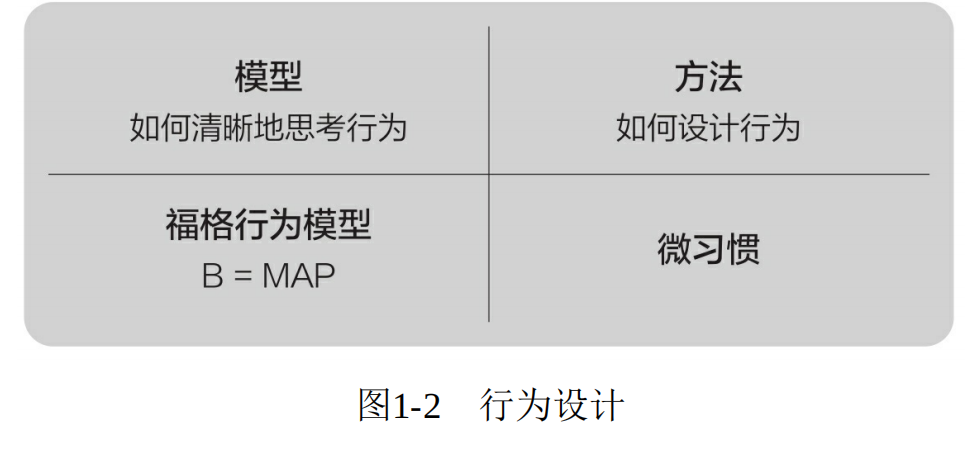 模型
如何清晰地思考行为
方法
如何设计行为
福格行为模型
B = MAP
微习惯
图1-2 行为设计